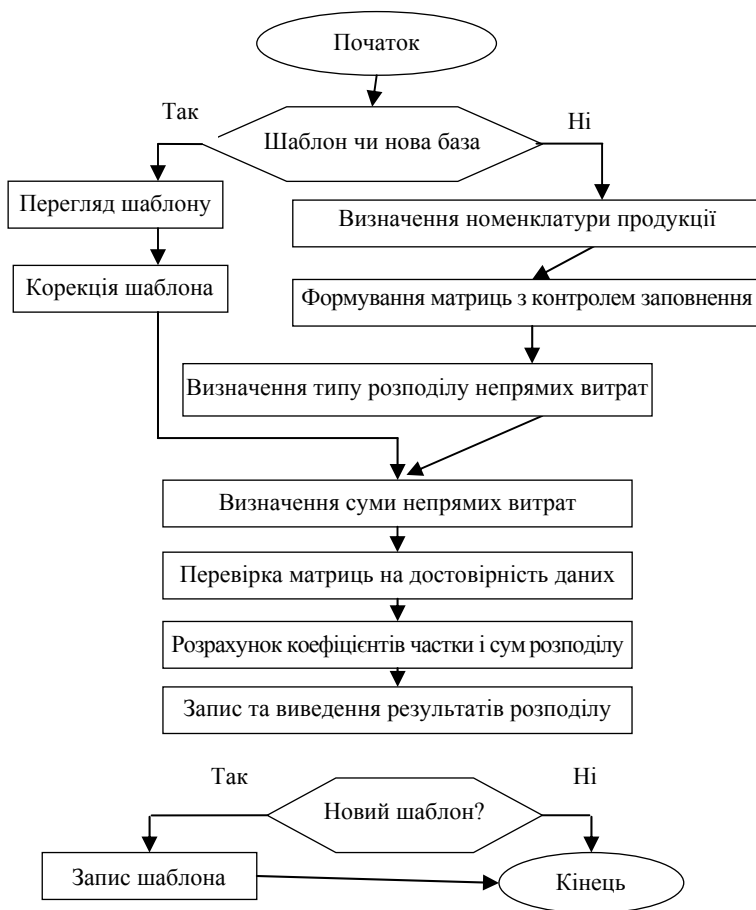 Початок
Так
Ні
Шаблон чи нова база
Перегляд шаблону
Визначення номенклатури продукції
Корекція шаблона
Формування матриць з контролем заповнення
Визначення типу розподілу непрямих витрат
Визначення суми непрямих витрат
Перевірка матриць на достовірність даних
Розрахунок коефіцієнтів частки і сум розподілу
Запис та виведення результатів розподілу
Так
Ні
Новий шаблон?
Запис шаблона
Кінець